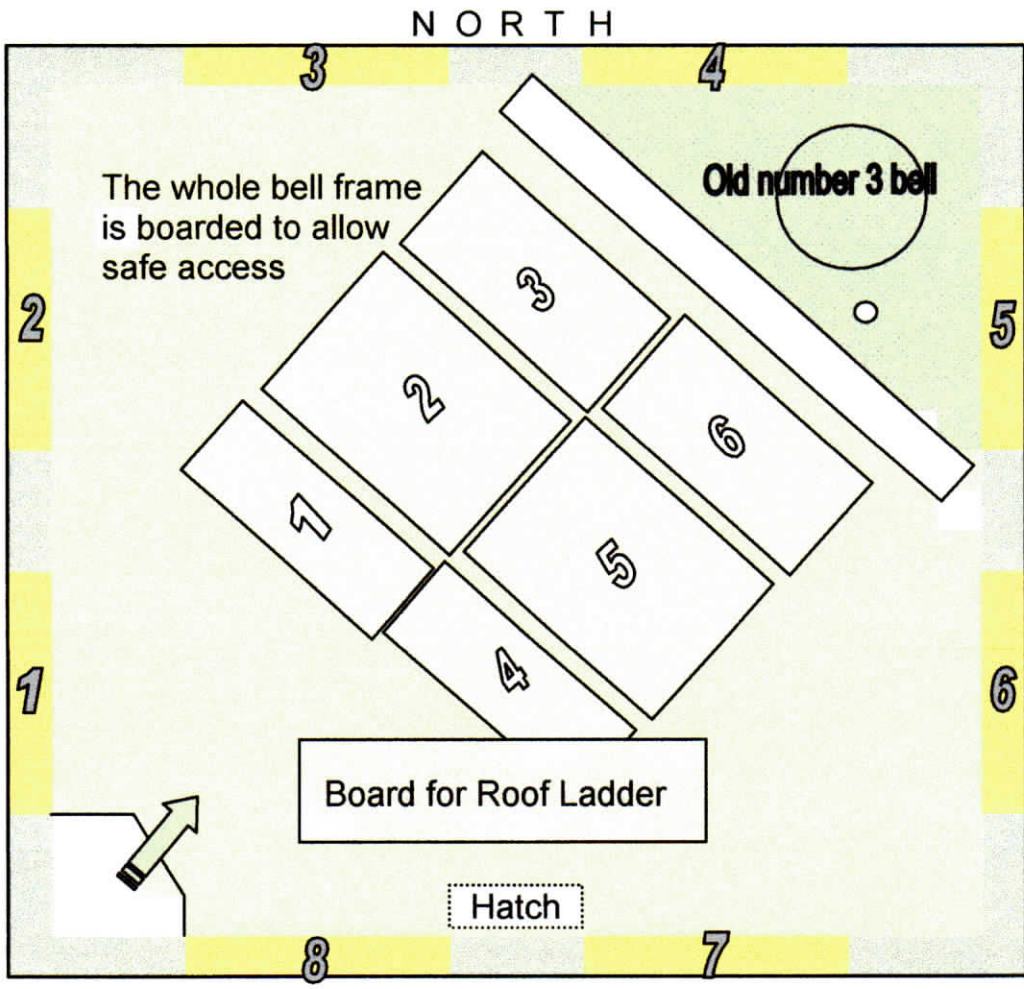 N O R T H
3
4
The whole bell frame
is boarded to allow
safe access
Old number 3 bell
3
2
5
2
6
1
5
1
4
6
Board for Roof Ladder
Hatch
8
7